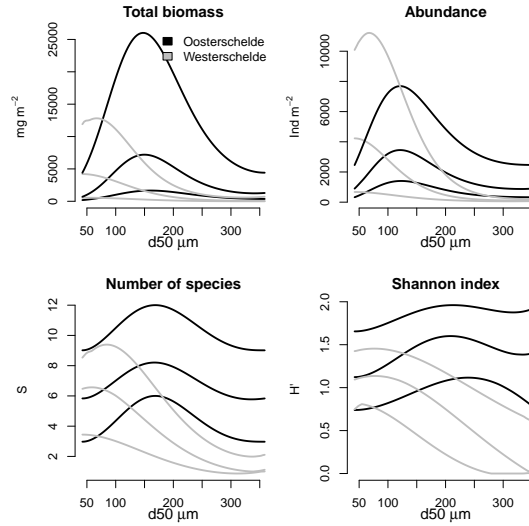 Total biomass
Oosterschelde
Westerschelde
mg m⁻²
25000
15000
5000
0
50 100 200 300
d50 μm
Abundance
Ind m⁻²
100000
60000
20000
0
50 100 200 300
d50 μm
Number of species
S
12
10
8
6
4
2
50 100 200 300
d50 μm
Shannon index
H'
2.0
1.5
1.0
0.5
0.0
50 100 200 300
d50 μm